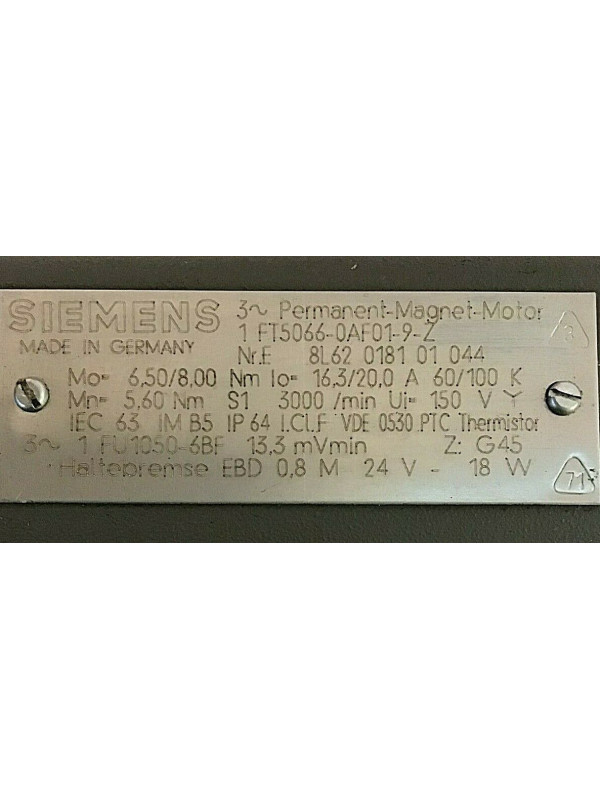 SIEMENS 3~ Permanent-Magnet-Motor
MADE IN GERMANY 1 FT5066-0AF01-9-Z
Nr.E 8L62 0181 01 044
Mo= 6,50/8,00 Nm Io= 16,3/20,0 A 60/100 K
Mn= 5,60 Nm S1 3000 /min Ui= 150 V Y
IEC 63 IM B5 IP 64 I.Cl.F VDE 0530 PTC Thermistor
3~ 1 FU1050-6BF 13,3 mVmin Z: G45
Haltepremse EBD 0,8 M 24 V - 18 W
71